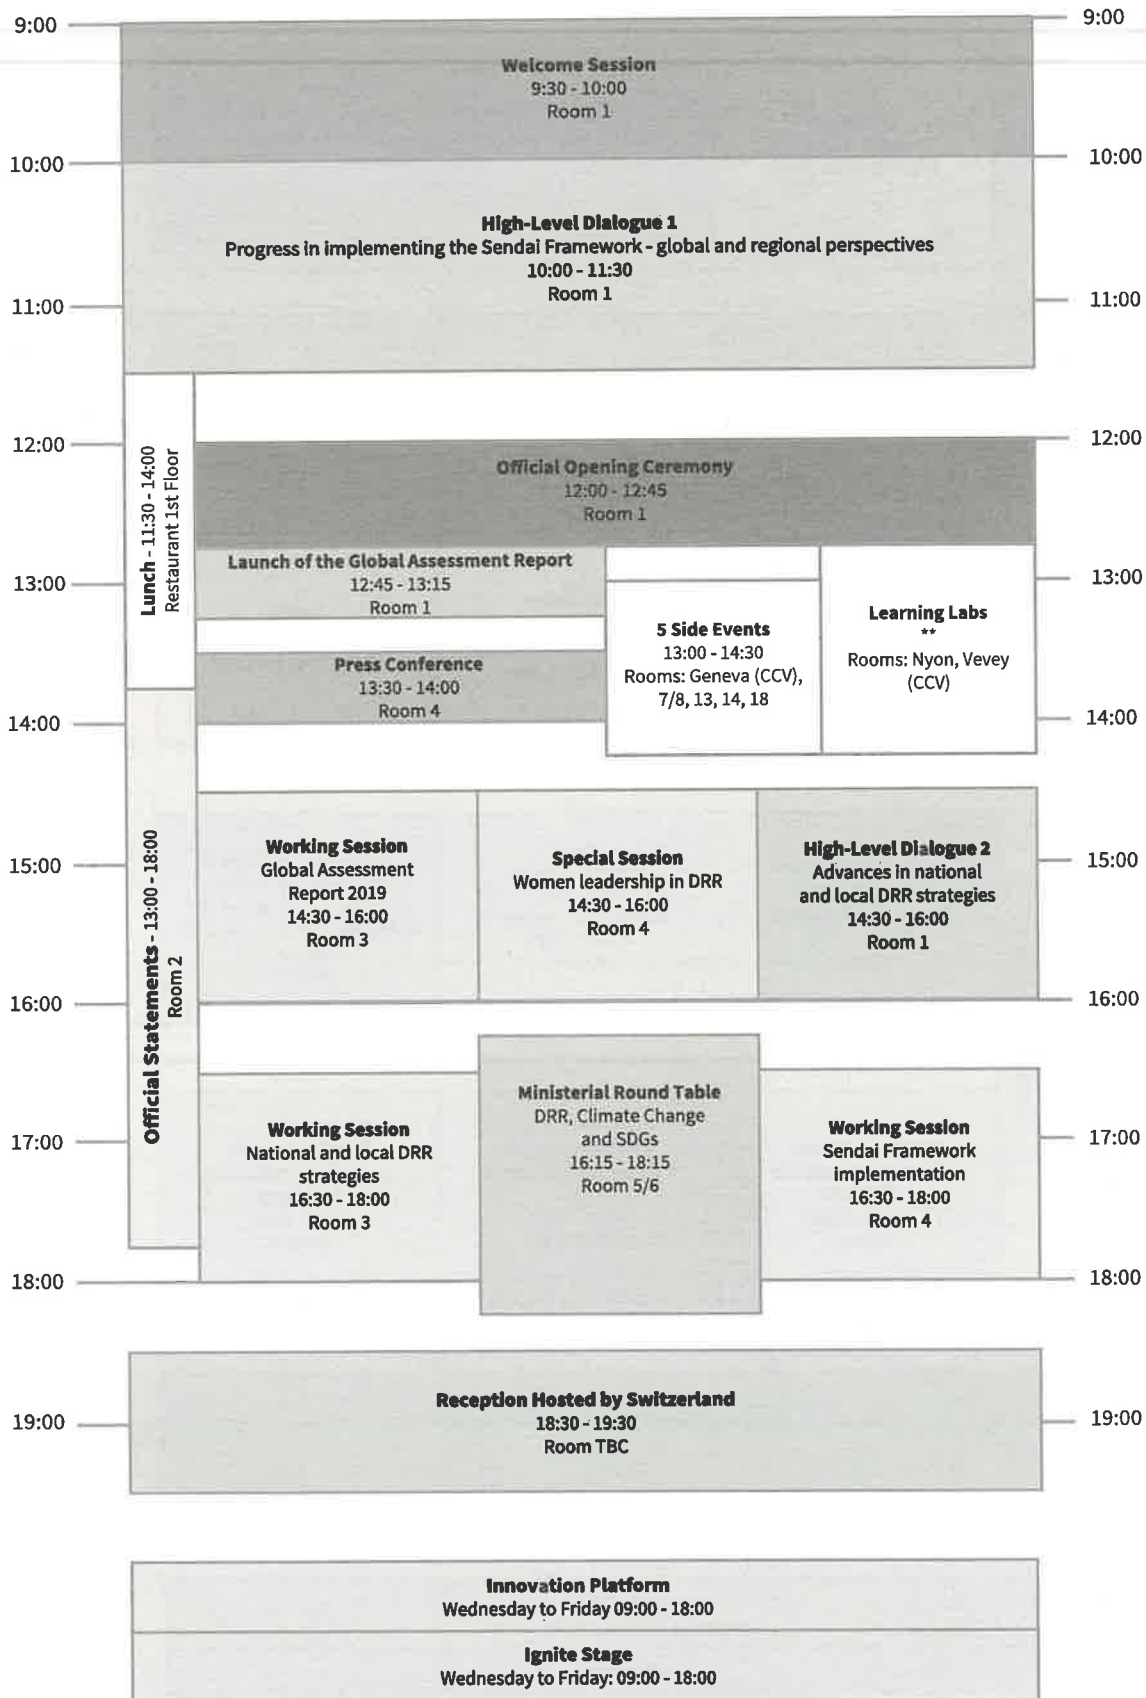 9:00
9:00
Welcome Session
9:30 - 10:00
Room 1
10:00
10:00
High-Level Dialogue 1
Progress in implementing the Sendai Framework - global and regional perspectives
10:00 - 11:30
Room 1
11:00
11:00
Lunch - 11:30 - 14:00
Restaurant 1st Floor
12:00
12:00
Official Opening Ceremony
12:00 - 12:45
Room 1
Launch of the Global Assessment Report
12:45 - 13:15
Room 1
13:00
13:00
5 Side Events
13:00 - 14:30
Rooms: Geneva (CCV),
7/8, 13, 14, 18
Learning Labs
**
Rooms: Nyon, Vevey
(CCV)
Press Conference
13:30 - 14:00
Room 4
14:00
14:00
Official Statements - 13:00 - 18:00
Room 2
Working Session
Global Assessment
Report 2019
14:30 - 16:00
Room 3
Special Session
Women leadership in DRR
14:30 - 16:00
Room 4
High-Level Dialogue 2
Advances in national
and local DRR strategies
14:30 - 16:00
Room 1
15:00
15:00
16:00
16:00
Working Session
National and local DRR
strategies
16:30 - 18:00
Room 3
Ministerial Round Table
DRR, Climate Change
and SDGs
16:15 - 18:15
Room 5/6
Working Session
Sendai Framework
implementation
16:30 - 18:00
Room 4
17:00
17:00
18:00
18:00
Reception Hosted by Switzerland
18:30 - 19:30
Room TBC
19:00
19:00
Innovation Platform
Wednesday to Friday 09:00 - 18:00
Ignite Stage
Wednesday to Friday: 09:00 - 18:00